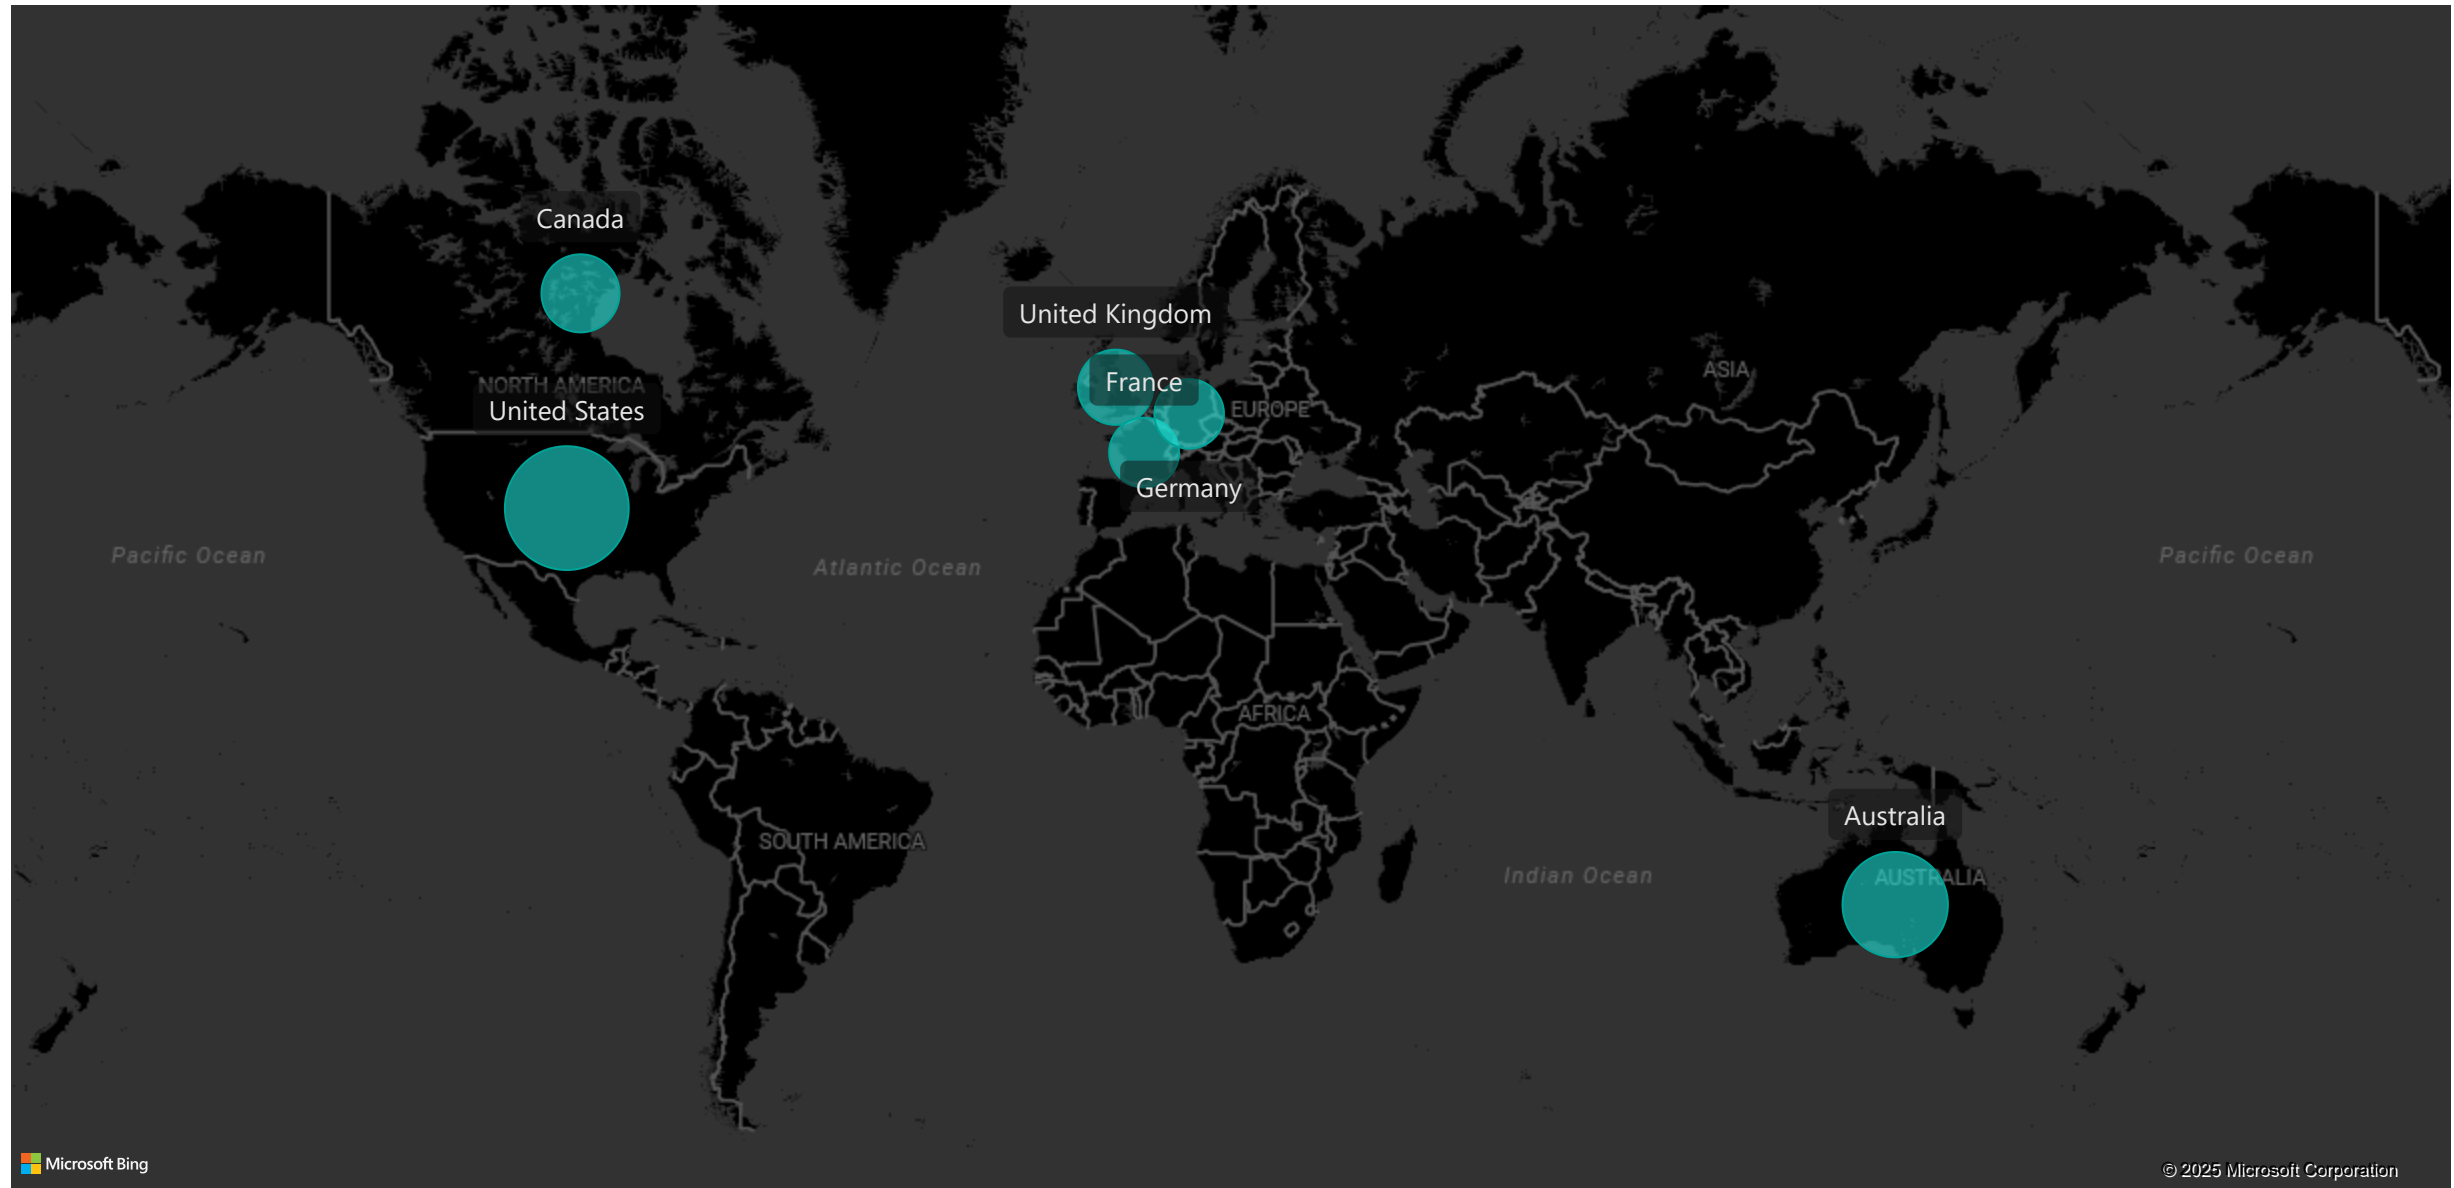 Canada
United Kingdom
ASIA
France
NORTH AMERICA
EUROPE
United States
Germany
Pacific Ocean
Atlantic Ocean
Pacific Ocean
AFRICA
Australia
SOUTH AMERICA
Indian Ocean
AUSTRALIA
Microsoft Bing
© 2025 Microsoft Corporation